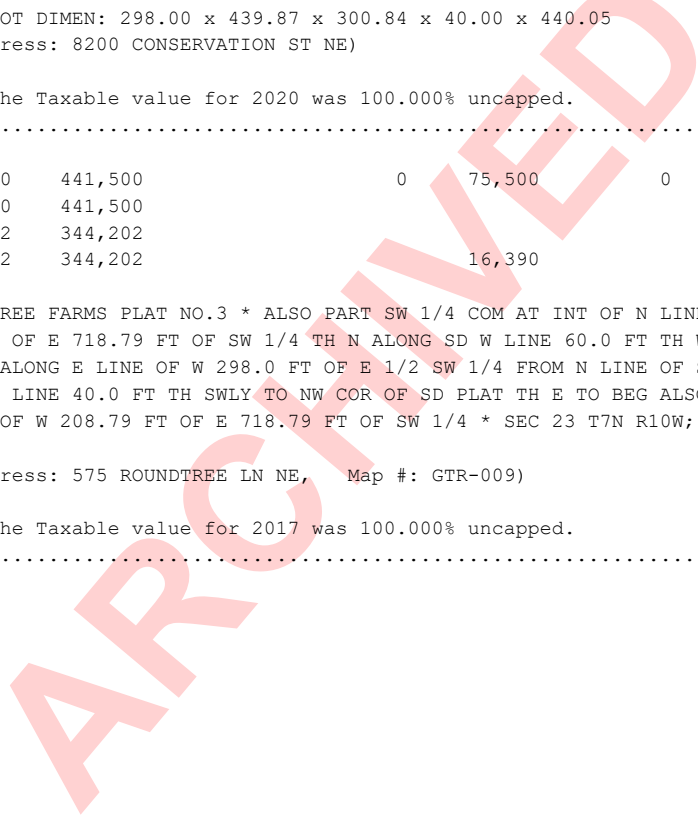 OT DIMEN: 298.00 x 439.87 x 300.84 x 40.00 x 440.05
ress: 8200 CONSERVATION ST NE)
he Taxable value for 2020 was 100.000% uncapped.
.........................................................
0 441,500 0 75,500 0
0 441,500
2 344,202
2 344,202 16,390
REE FARMS PLAT NO.3 * ALSO PART SW 1/4 COM AT INT OF N LINE
OF E 718.79 FT OF SW 1/4 TH N ALONG SD W LINE 60.0 FT TH W
ALONG E LINE OF W 298.0 FT OF E 1/2 SW 1/4 FROM N LINE OF S
LINE 40.0 FT TH SWLY TO NW COR OF SD PLAT TH E TO BEG ALSO
OF W 208.79 FT OF E 718.79 FT OF SW 1/4 * SEC 23 T7N R10W;
ress: 575 ROUNDTREE LN NE, Map #: GTR-009)
he Taxable value for 2017 was 100.000% uncapped.
.........................................................
ARCHIVED